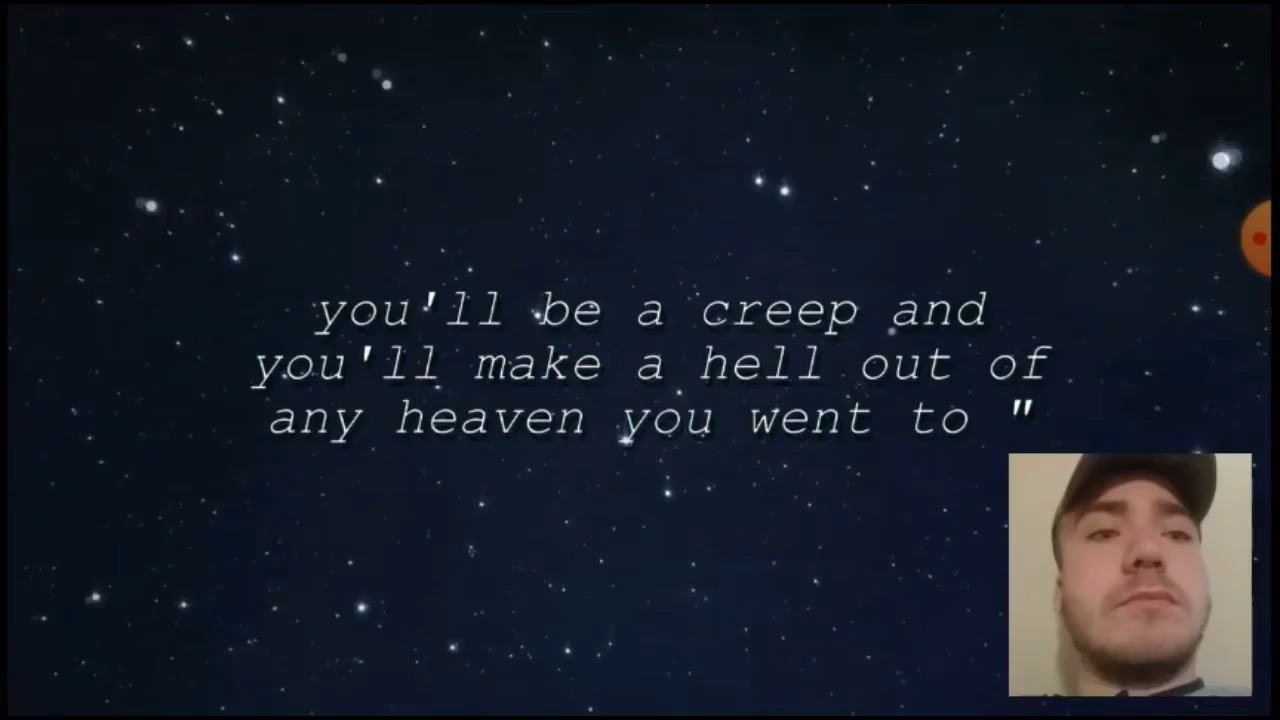 you'll be a creep and
you'll make a hell out of
any heaven you went to "